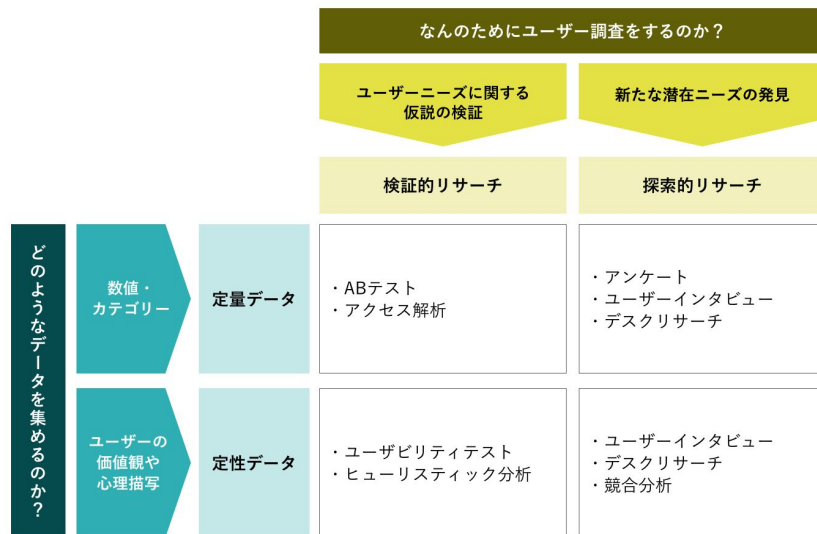 なんのためにユーザー調査をするのか？
ユーザーニーズに関する
仮説の検証
新たな潜在ニーズの発見
検証的リサーチ
探索的リサーチ
どのようなデータを集めるのか？
数値・
カテゴリー
定量データ
・ABテスト
・アクセス解析
・アンケート
・ユーザーインタビュー
・デスクリサーチ
ユーザーの
価値観や
心理描写
定性データ
・ユーザビリティテスト
・ヒューリスティック分析
・ユーザーインタビュー
・デスクリサーチ
・競合分析